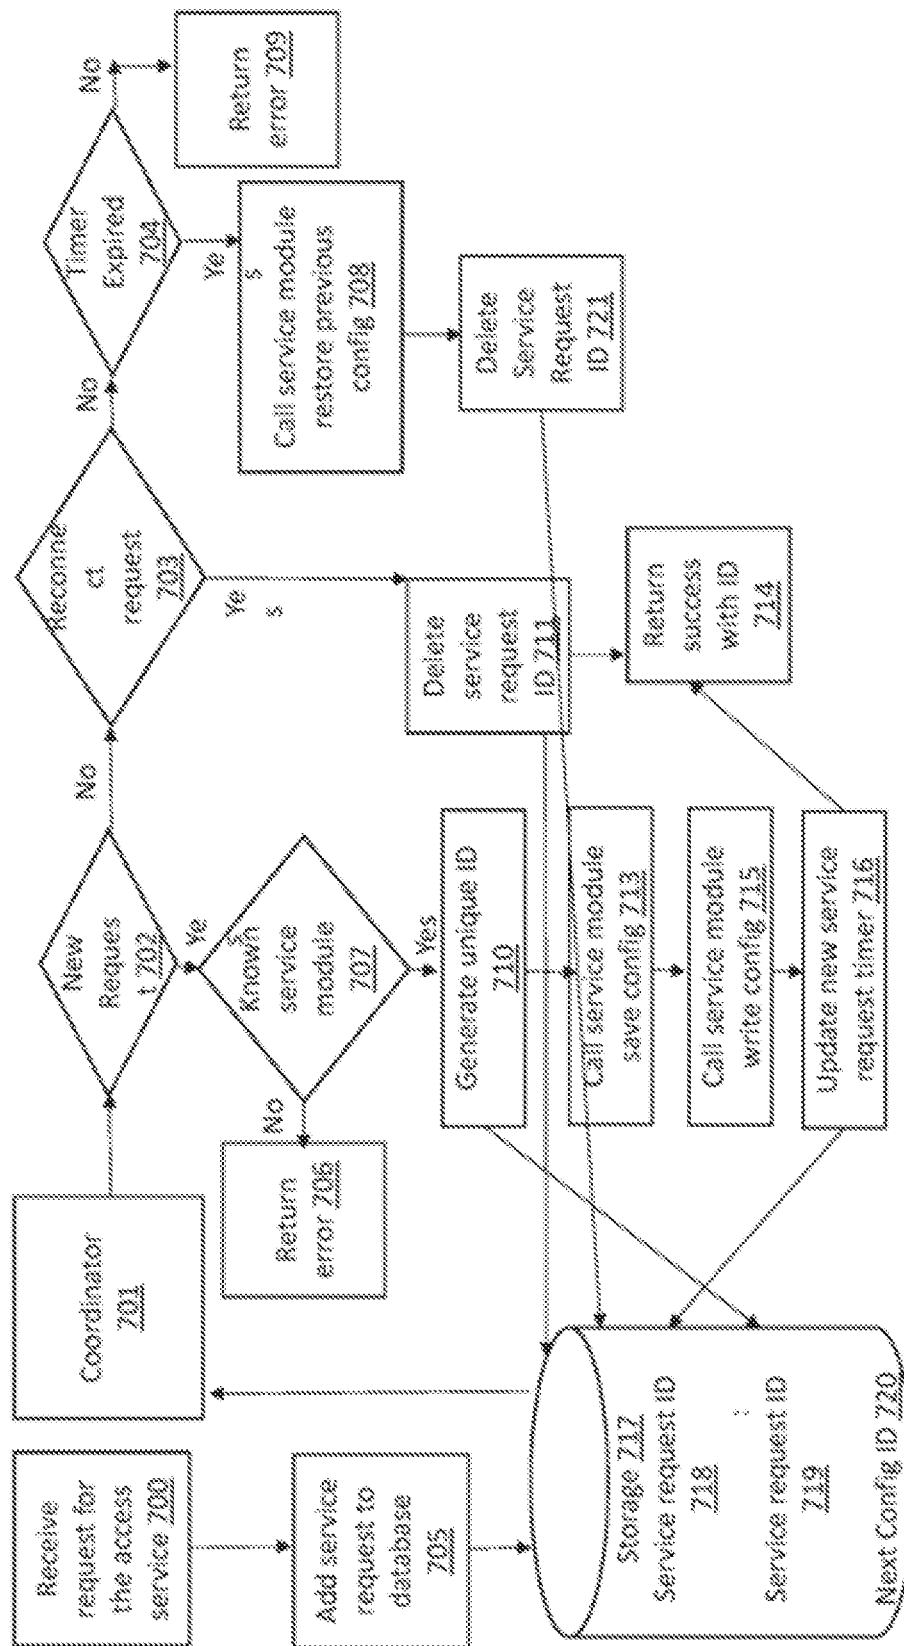 Receive
request for
the access
service 700
Add service
request to
database
705
Storage 717
Service request ID
718
:
Service request ID
719
Next Config ID 720
Coordinator
701
New
Reques
t 702
No
Ye
s
Known
service
module
707
No
Return
error 706
Yes
Generate unique ID
710
Call service module
save config 713
Call service module
write config 715
Update new service
request timer 716
Reconne
ct
request
703
No
Ye
s
Delete
service
request
ID 711
Return
success
with ID
714
Timer
Expired
704
No
Return
error 709
Ye
s
Call service module
restore previous
config 708
Delete
Service
Request
ID 721